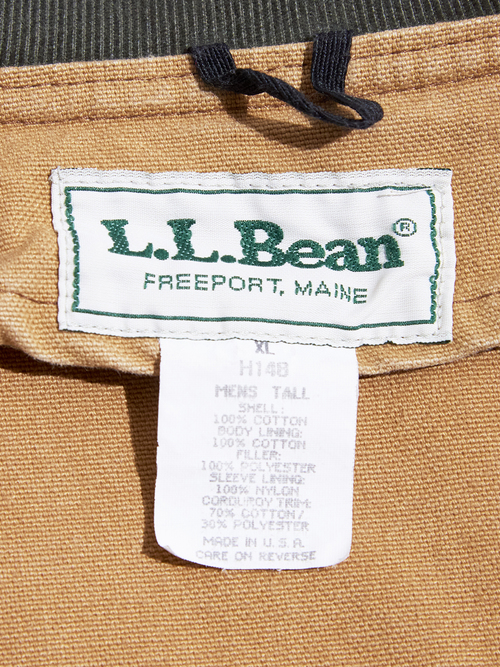 L.L.Bean®
FREEPORT, MAINE
XL
H148
MENS TALL
SHELL:
100% COTTON
BODY LINING:
100% COTTON
FILLER:
100% POLYESTER
SLEEVE LINING:
100% NYLON
CORDUROY TRIM:
70% COTTON/
30% POLYESTER
MADE IN U.S.A.
CARE ON REVERSE